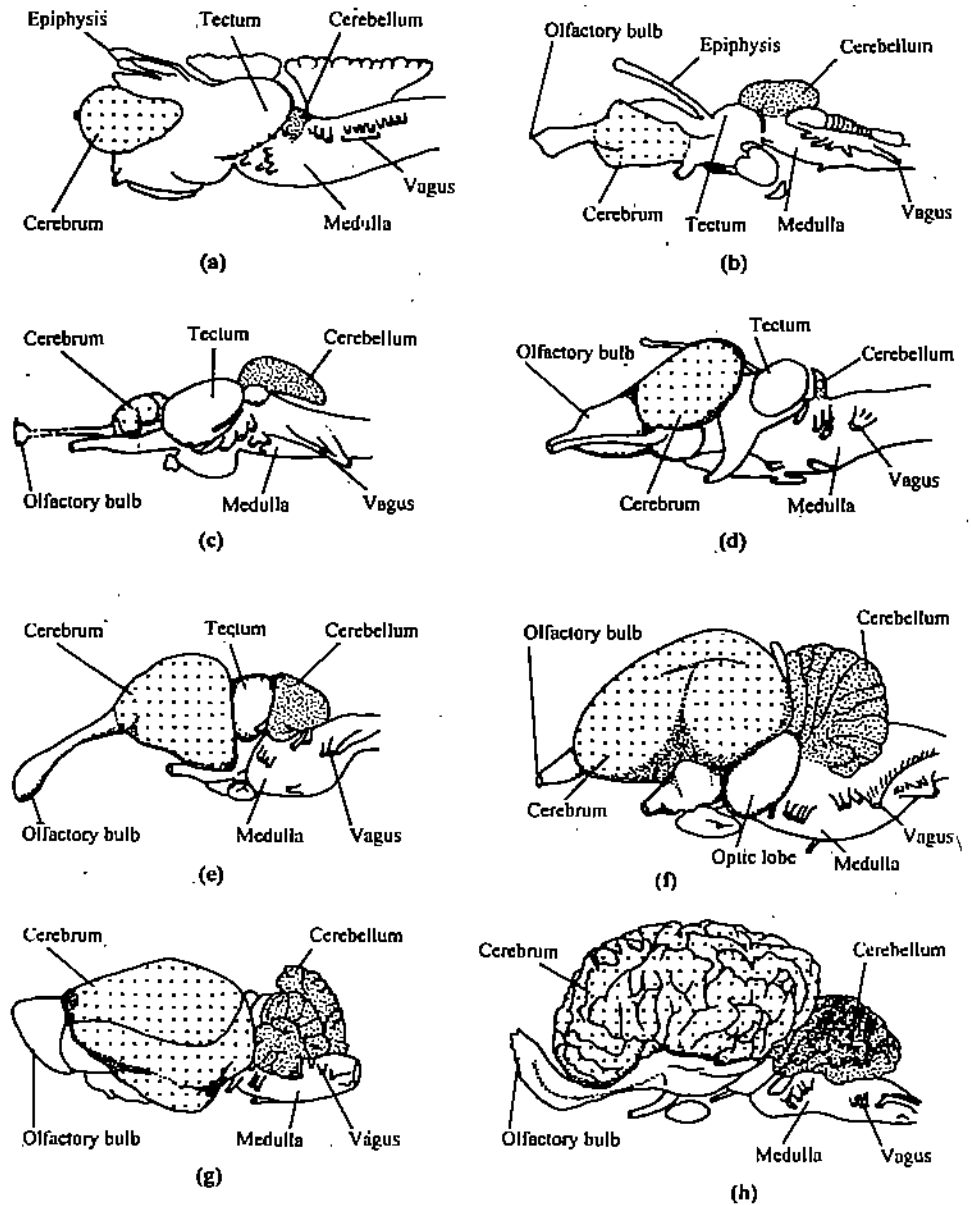 Epiphysis
Tectum
Cerebellum
Cerebrum
Medulla
Vagus
(a)
Olfactory bulb
Epiphysis
Cerebellum
Cerebrum
Tectum
Medulla
Vagus
(b)
Cerebrum
Tectum
Cerebellum
Olfactory bulb
Medulla
Vagus
(c)
Olfactory bulb
Tectum
Cerebellum
Cerebrum
Medulla
Vagus
(d)
Cerebrum
Tectum
Cerebellum
Olfactory bulb
Medulla
Vagus
(e)
Olfactory bulb
Cerebellum
Cerebrum
Optic lobe
Medulla
Vagus
(f)
Cerebrum
Cerebellum
Olfactory bulb
Medulla
Vagus
(g)
Cerebrum
Cerebellum
Olfactory bulb
Medulla
Vagus
(h)